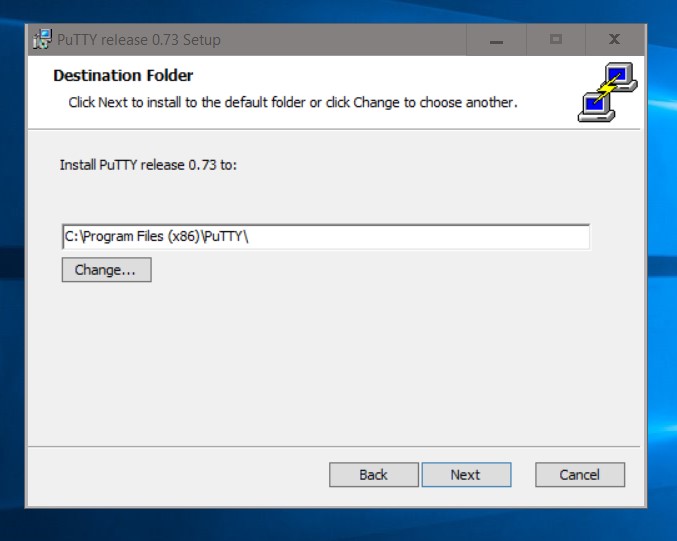 PuTTY release 0.73 Setup
Destination Folder
Click Next to install to the default folder or click Change to choose another.
Install PuTTY release 0.73 to:
C:\Program Files (x86)\PuTTY\
Change...
Back
Next
Cancel